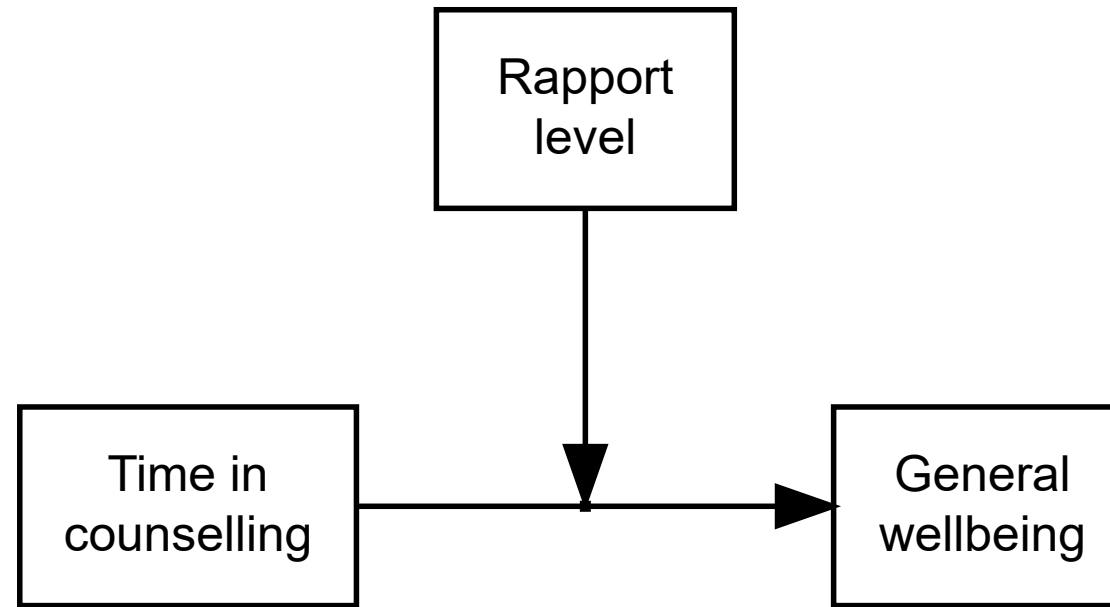 Rapport
level
Time in
counselling
General
wellbeing